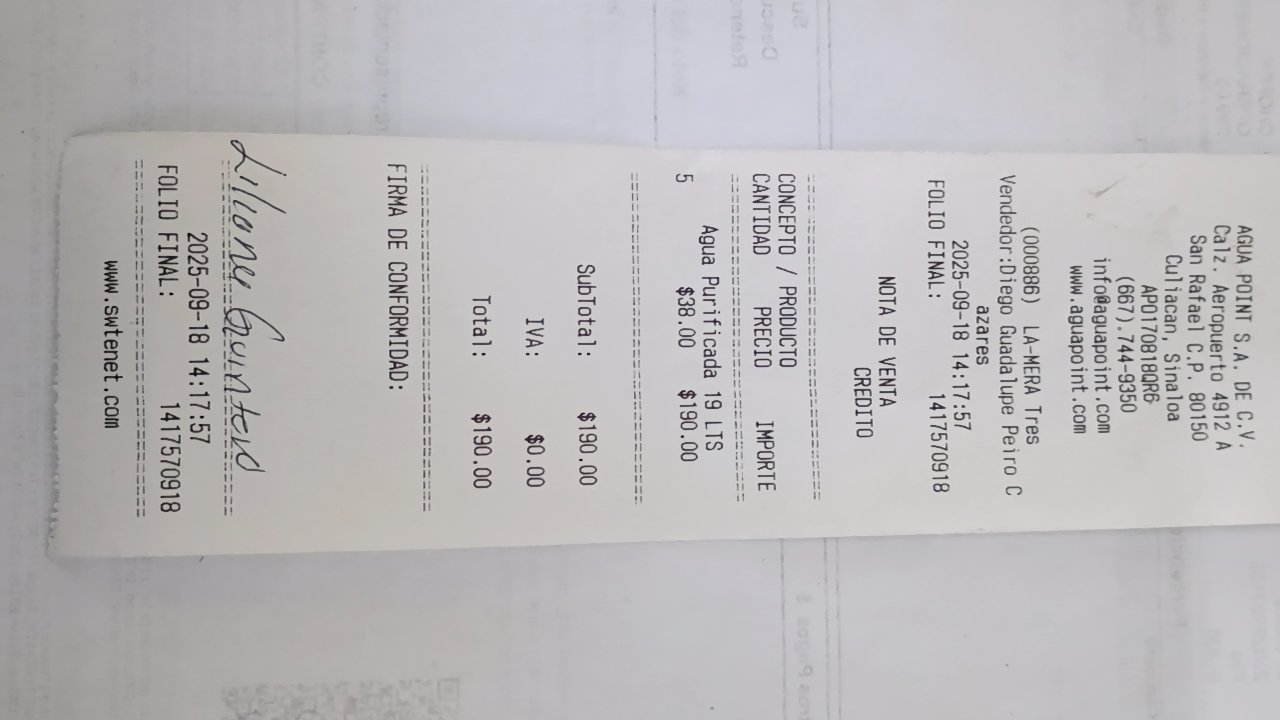 AGUA POINT S.A. DE C.V.
Calz. Aeropuerto 4912 A
San Rafael C.P. 80150
Culiacan, Sinaloa
APO170818QR6
(667).744-9350
info@aguapoint.com
www.aguapoint.com
(000886) LA-MERA Tres
Vendedor:Diego Guadalupe Peiro C
azares
2025-09-18 14:17:57
FOLIO FINAL: 1417570918
NOTA DE VENTA
CREDITO
CONCEPTO / PRODUCTO
CANTIDAD PRECIO IMPORTE
Agua Purificada 19 LTS
5 $38.00 $190.00
SubTotal: $190.00
IVA: $0.00
Total: $190.00
FIRMA DE CONFORMIDAD:
2025-09-18 14:17:57
FOLIO FINAL: 1417570918
www.swtenet.com